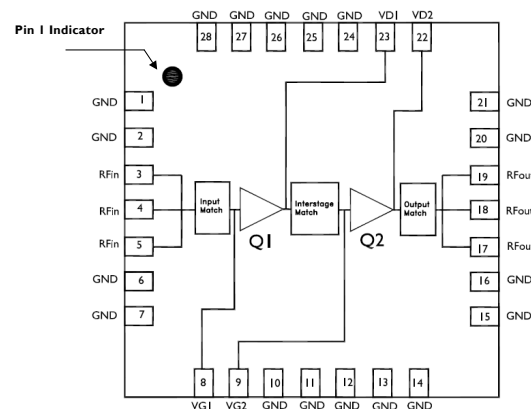 GND GND GND GND GND VD1 VD2
Pin 1 Indicator
28 27 26 25 24 23 22
GND 1 21 GND
GND 2 20 GND
RFin 3 19 RFout
RFin 4 Input Match Interstage Match Output Match 18 RFout
RFin 5 Q1 Q2 17 RFout
GND 6 16 GND
GND 7 15 GND
8 9 10 11 12 13 14
VG1 VG2 GND GND GND GND GND